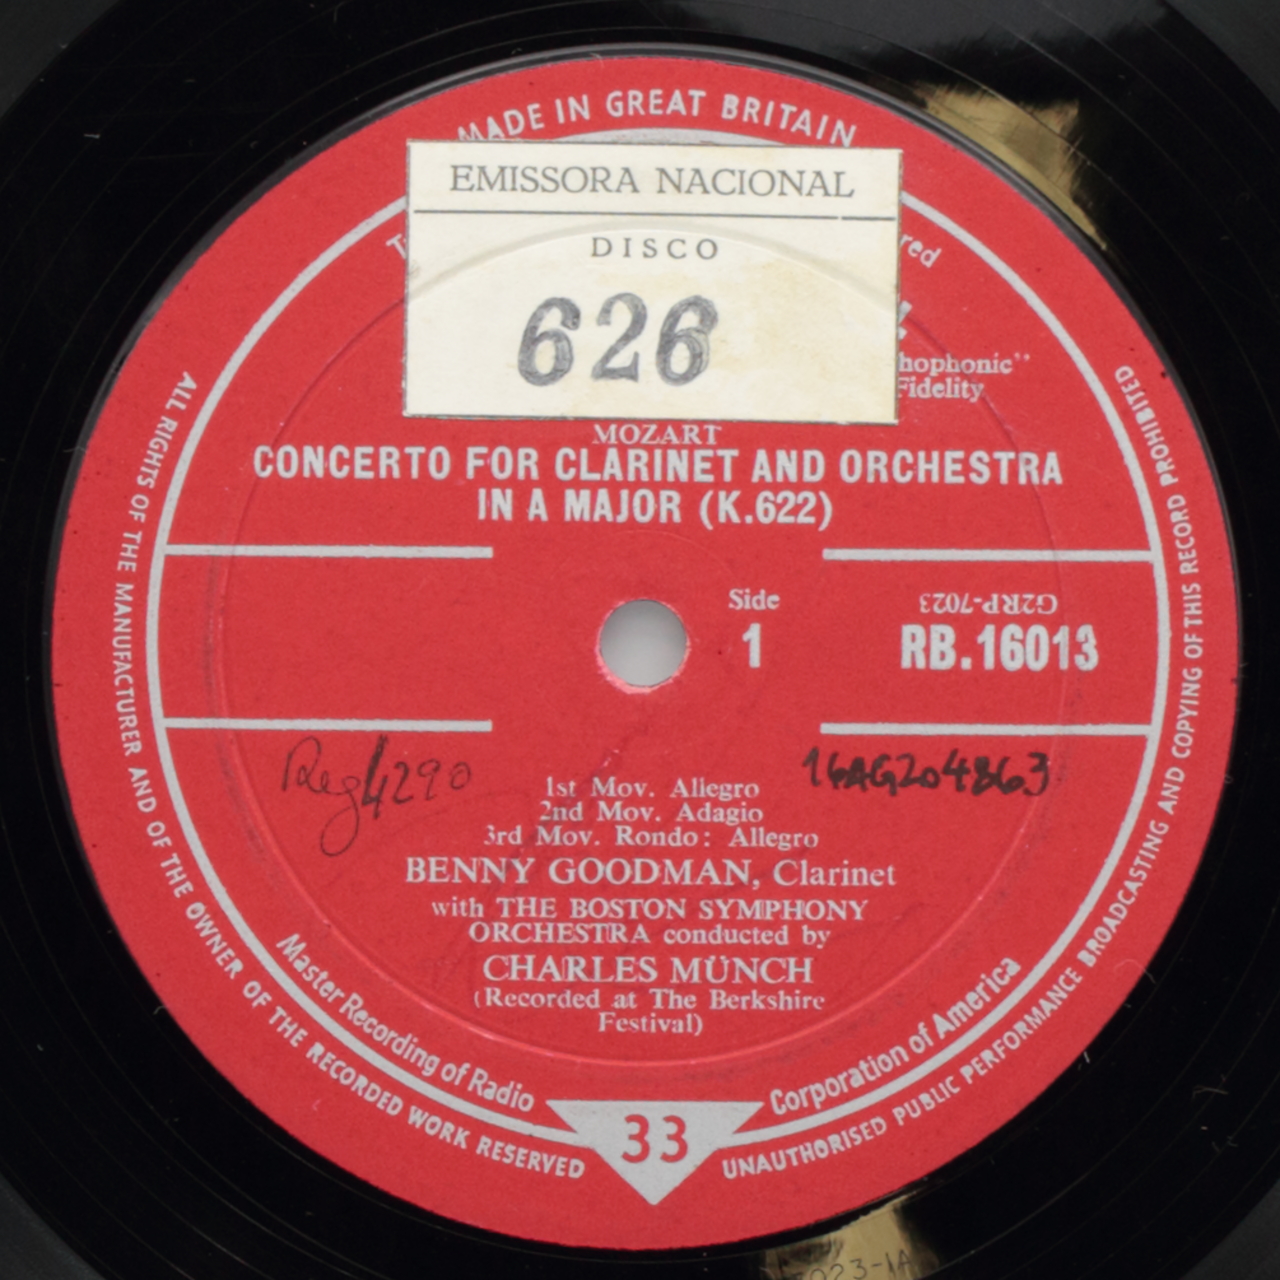 MADE IN GREAT BRITAIN
EMISSORA NACIONAL
DISCO
626
hophonic”
Fidelity
MOZART
CONCERTO FOR CLARINET AND ORCHESTRA
IN A MAJOR (K.622)
Side
1
G2RP-7023
RB.16013
Reg 4290
16AG204863
1st Mov. Allegro
2nd Mov. Adagio
3rd Mov. Rondo: Allegro
BENNY GOODMAN, Clarinet
with THE BOSTON SYMPHONY
ORCHESTRA conducted by
CHARLES MÜNCH
(Recorded at The Berkshire
Festival)
Master Recording of Radio Corporation of America
33
ALL RIGHTS OF THE MANUFACTURER AND OF THE OWNER OF THE RECORDED WORK RESERVED
UNAUTHORISED PUBLIC PERFORMANCE BROADCASTING AND COPYING OF THIS RECORD PROHIBITED